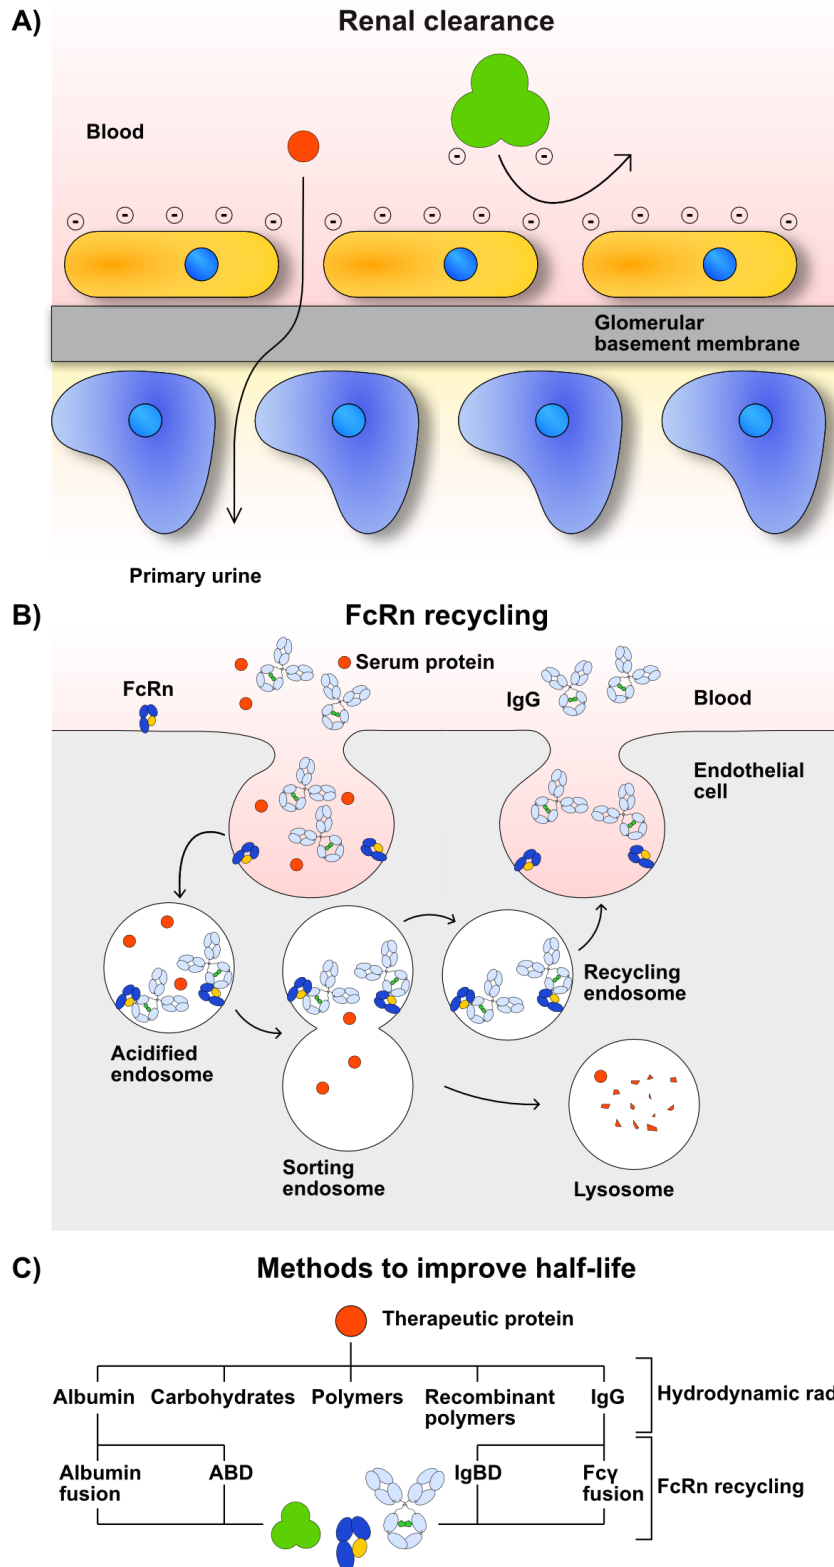 A)
Renal clearance
Blood
- -
- - - - - - - - - - - - - - -
Glomerular
basement membrane
Primary urine
B)
FcRn recycling
Serum protein
FcRn
IgG
Blood
Endothelial
cell
Recycling
endosome
Acidified
endosome
Sorting
endosome
Lysosome
C)
Methods to improve half-life
Therapeutic protein
Albumin
Carbohydrates
Polymers
Recombinant
polymers
IgG
Hydrodynamic rad
Albumin
fusion
ABD
IgBD
Fcγ
fusion
FcRn recycling